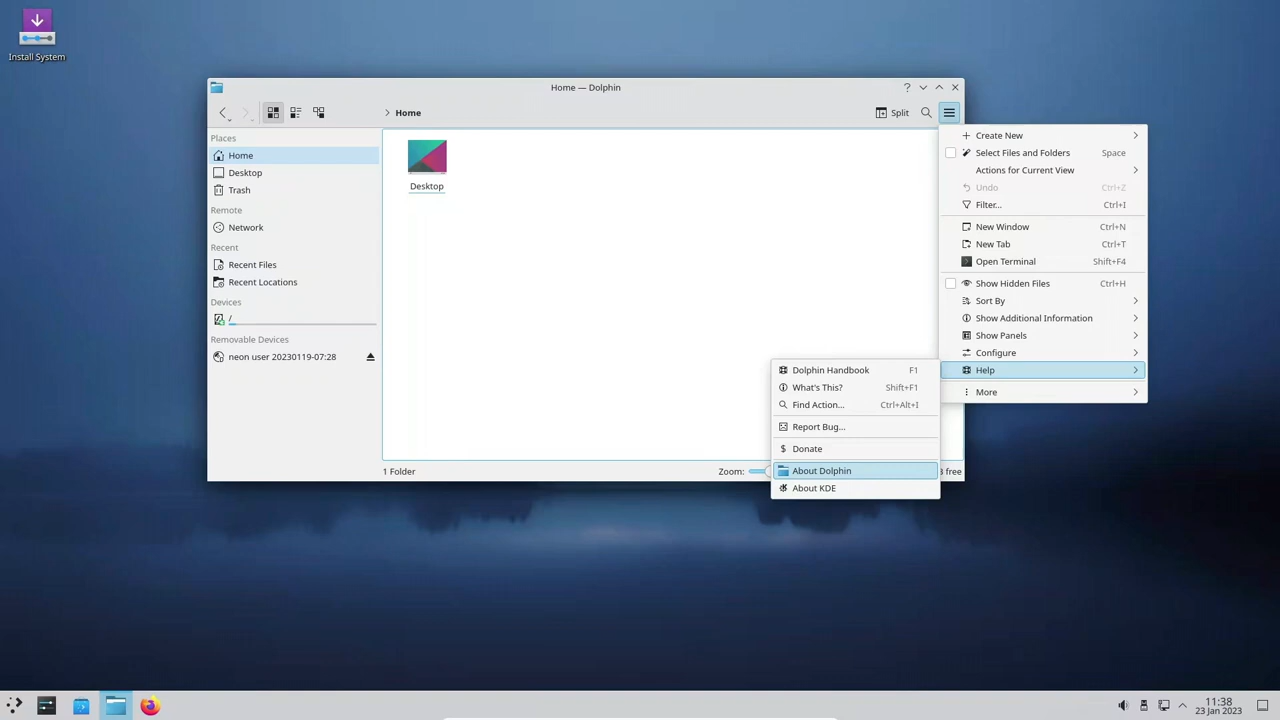 Install System
Home — Dolphin
Home
Split
Places
Home
Desktop
Trash
Remote
Network
Recent
Recent Files
Recent Locations
Devices
/
Removable Devices
neon user 20230119-07:28
Desktop
1 Folder
Zoom:
free
Create New
Select Files and Folders Space
Actions for Current View
Undo Ctrl+Z
Filter... Ctrl+I
New Window Ctrl+N
New Tab Ctrl+T
Open Terminal Shift+F4
Show Hidden Files Ctrl+H
Sort By
Show Additional Information
Show Panels
Configure
Help
More
Dolphin Handbook F1
What's This? Shift+F1
Find Action... Ctrl+Alt+I
Report Bug...
Donate
About Dolphin
About KDE
11:38
23 Jan 2023